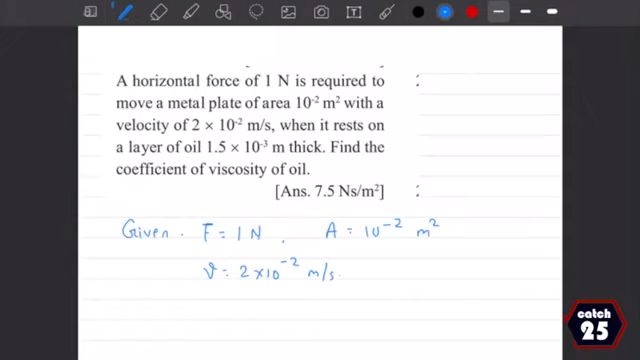 A horizontal force of 1 N is required to
move a metal plate of area 10⁻² m² with a
velocity of 2 × 10⁻² m/s, when it rests on
a layer of oil 1.5 × 10⁻³ m thick. Find the
coefficient of viscosity of oil.
[Ans. 7.5 Ns/m²]
Given . F = 1 N , A = 10⁻² m²
v = 2×10⁻² m/s.
catch
25